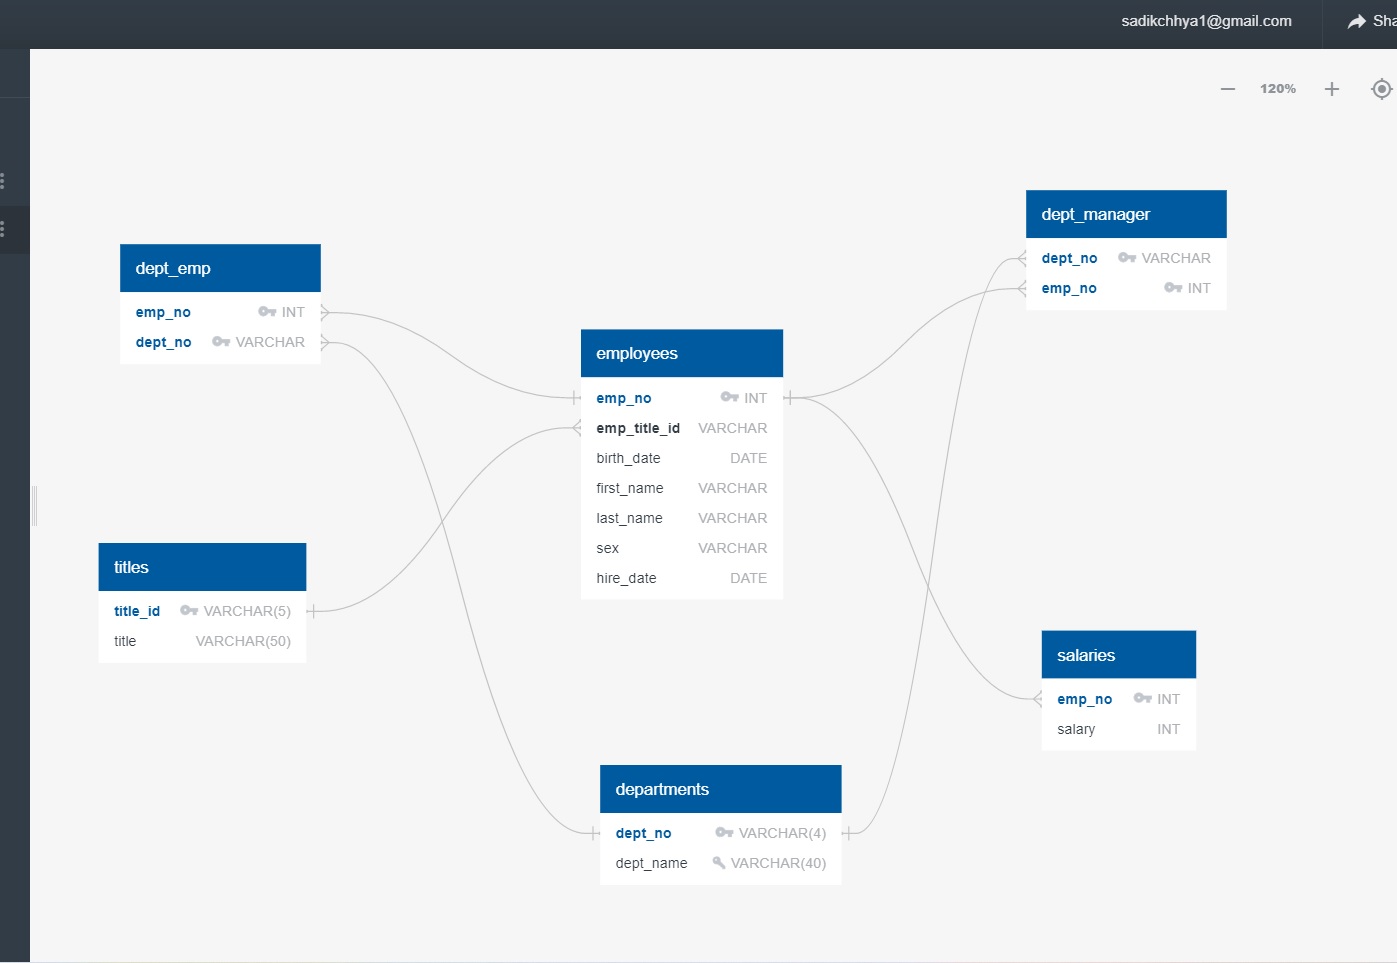 sadikchhya1@gmail.com
120%
dept_manager
dept_no VARCHAR
emp_no INT
dept_emp
emp_no INT
dept_no VARCHAR
employees
emp_no INT
emp_title_id VARCHAR
birth_date DATE
first_name VARCHAR
last_name VARCHAR
sex VARCHAR
hire_date DATE
titles
title_id VARCHAR(5)
title VARCHAR(50)
salaries
emp_no INT
salary INT
departments
dept_no VARCHAR(4)
dept_name VARCHAR(40)